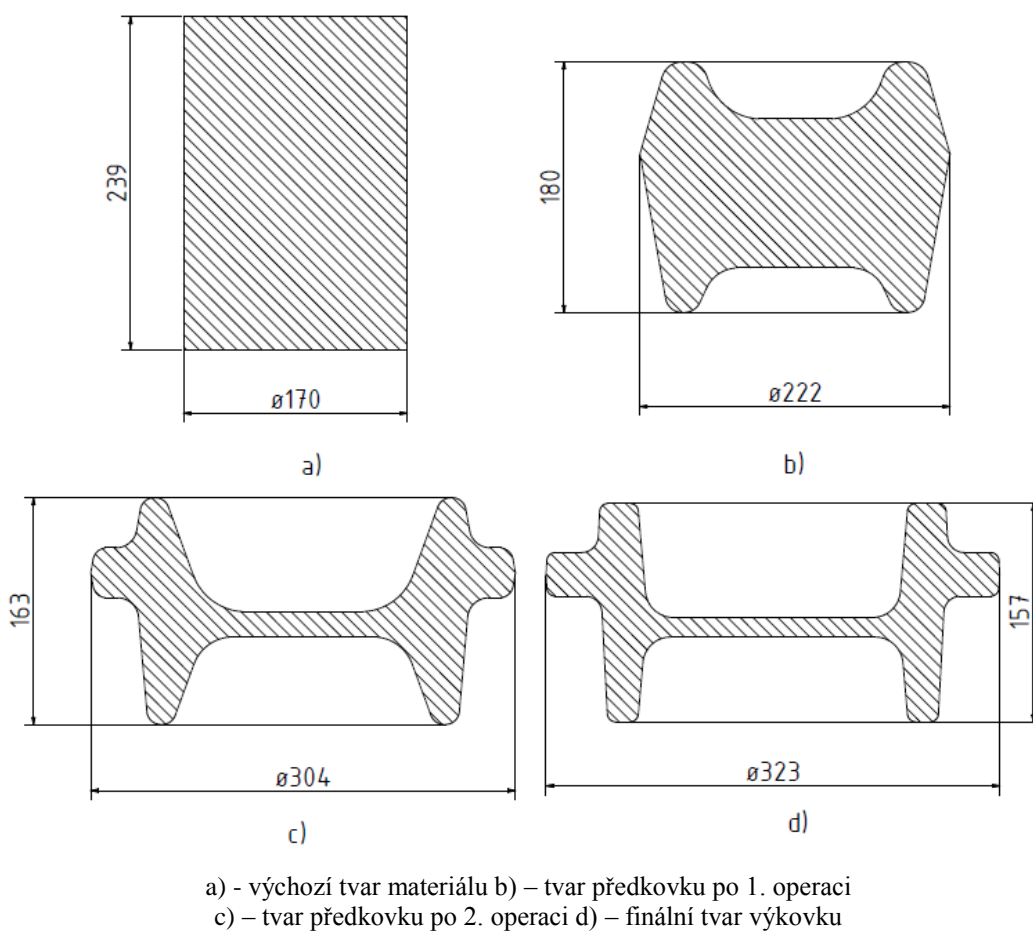 239
ø170
a)
180
ø222
b)
163
ø304
c)
157
ø323
d)
a) - výchozí tvar materiálu b) – tvar předkovku po 1. operaci
c) – tvar předkovku po 2. operaci d) – finální tvar výkovku